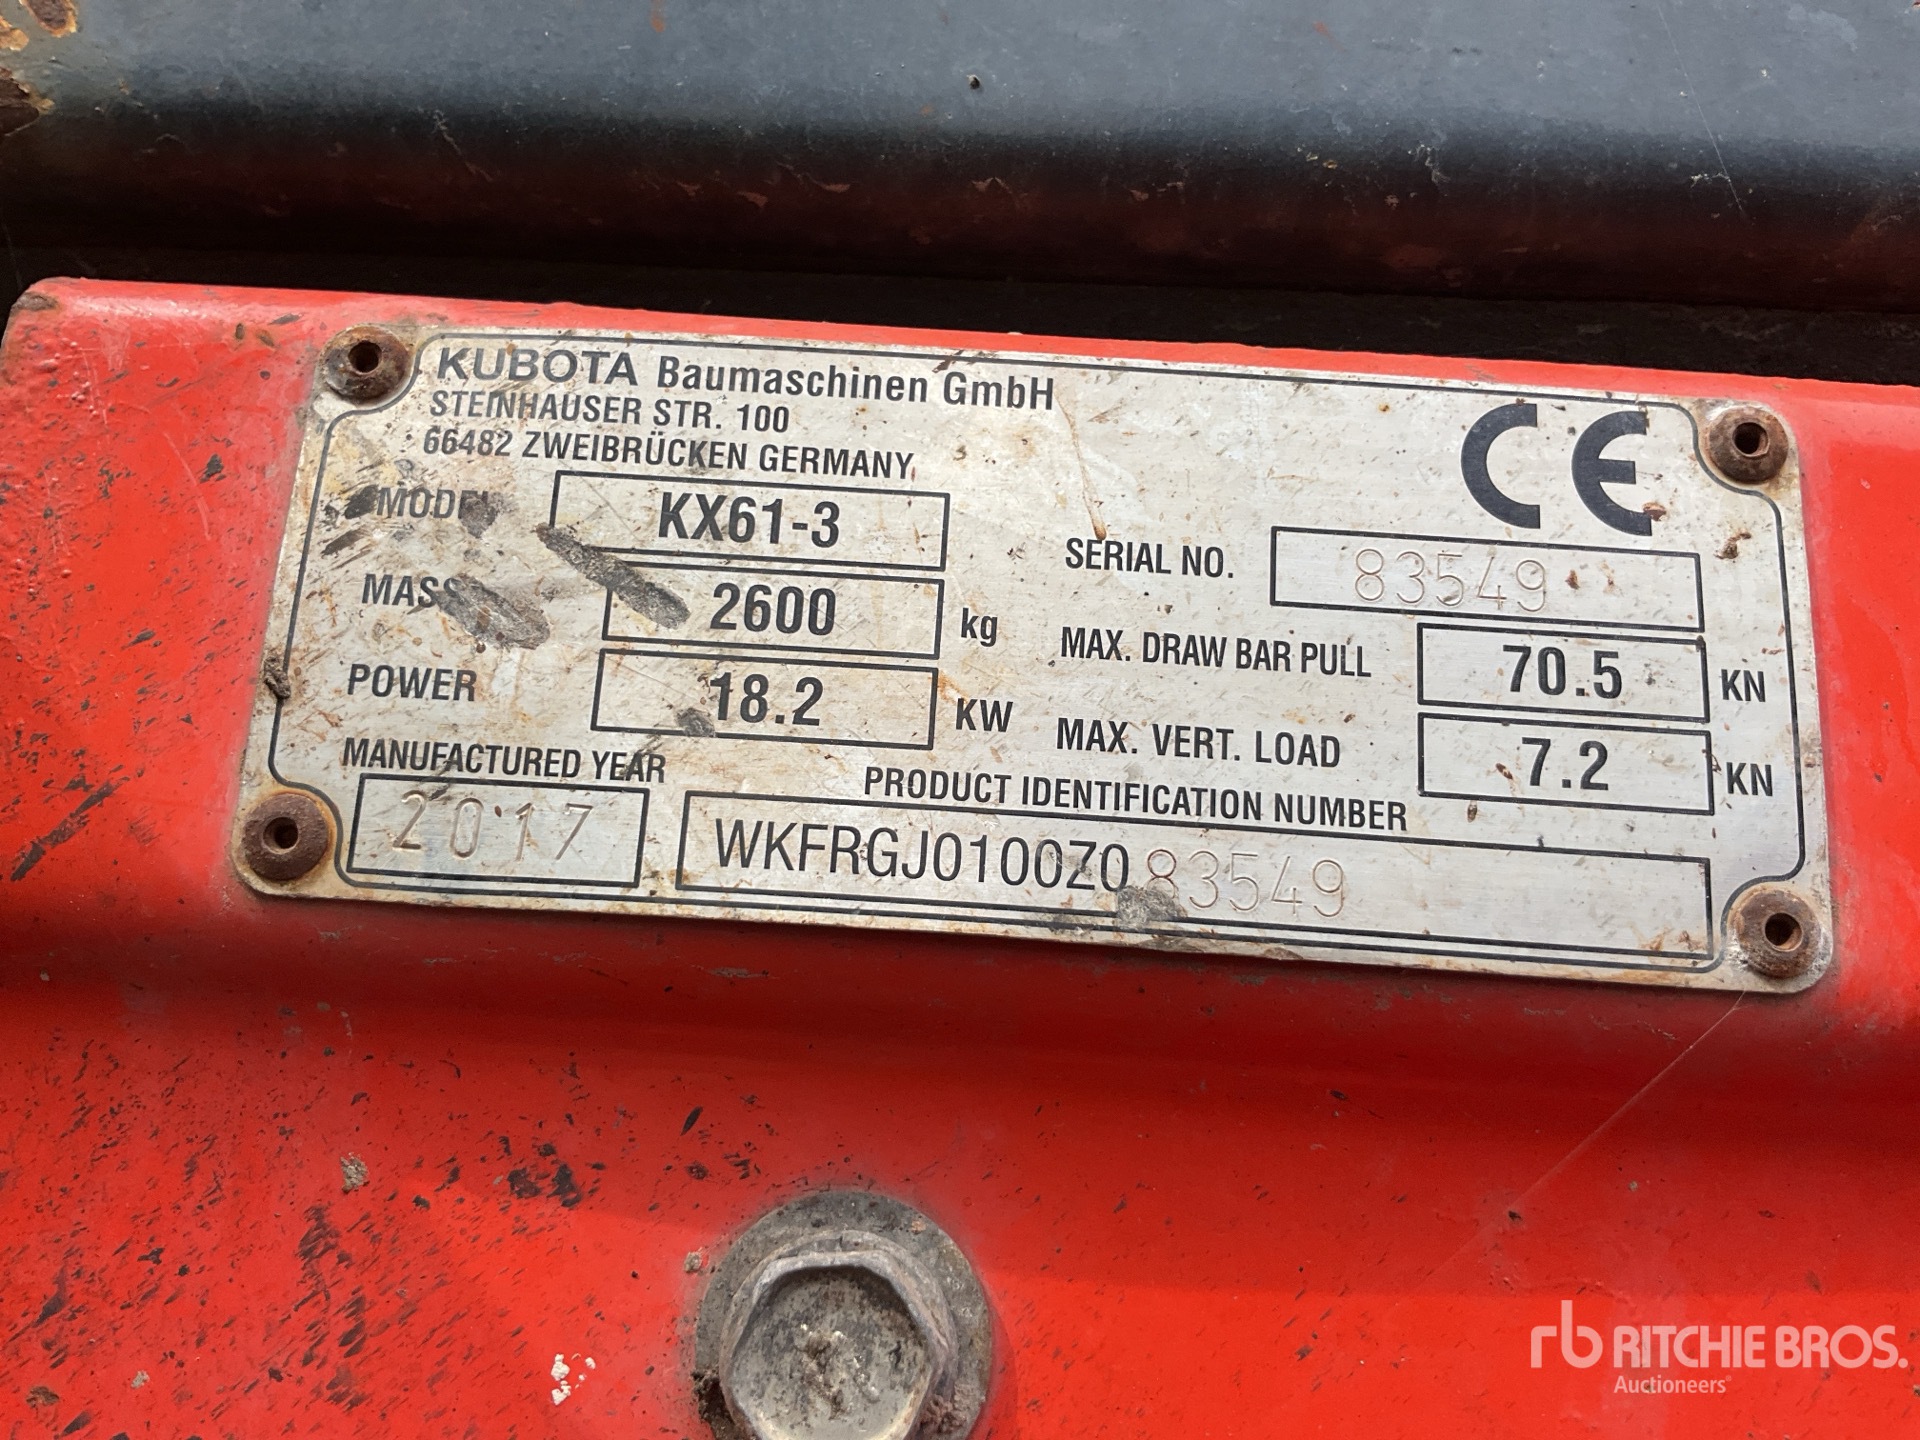 KUBOTA Baumaschinen GmbH
STEINHAUSER STR. 100
66482 ZWEIBRÜCKEN GERMANY
CE
MODEL KX61-3
SERIAL NO. 83549
MASS 2600 kg
MAX. DRAW BAR PULL 70.5 KN
POWER 18.2 KW
MAX. VERT. LOAD 7.2 KN
MANUFACTURED YEAR
2017
PRODUCT IDENTIFICATION NUMBER
WKFRGJ0100Z083549
rb RITCHIE BROS.
Auctioneers